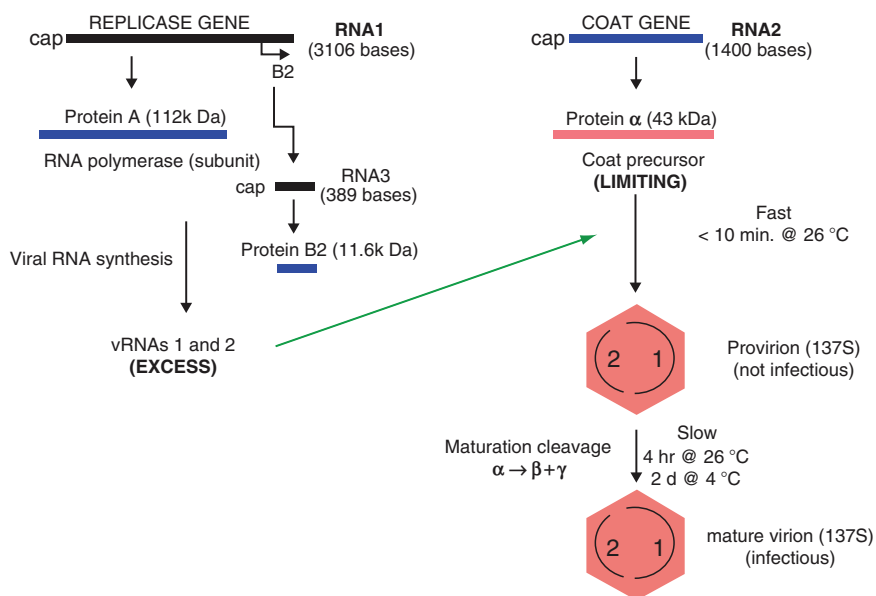 REPLICASE GENE
cap
RNA1
(3106 bases)
B2
Protein A (112k Da)
RNA polymerase (subunit)
RNA3
cap
(389 bases)
Viral RNA synthesis
Protein B2 (11.6k Da)
vRNAs 1 and 2
(EXCESS)
COAT GENE
cap
RNA2
(1400 bases)
Protein α (43 kDa)
Coat precursor
(LIMITING)
Fast
< 10 min. @ 26 °C
2 1
Provirion (137S)
(not infectious)
Maturation cleavage
α → β + γ
Slow
4 hr @ 26 °C
2 d @ 4 °C
2 1
mature virion (137S)
(infectious)